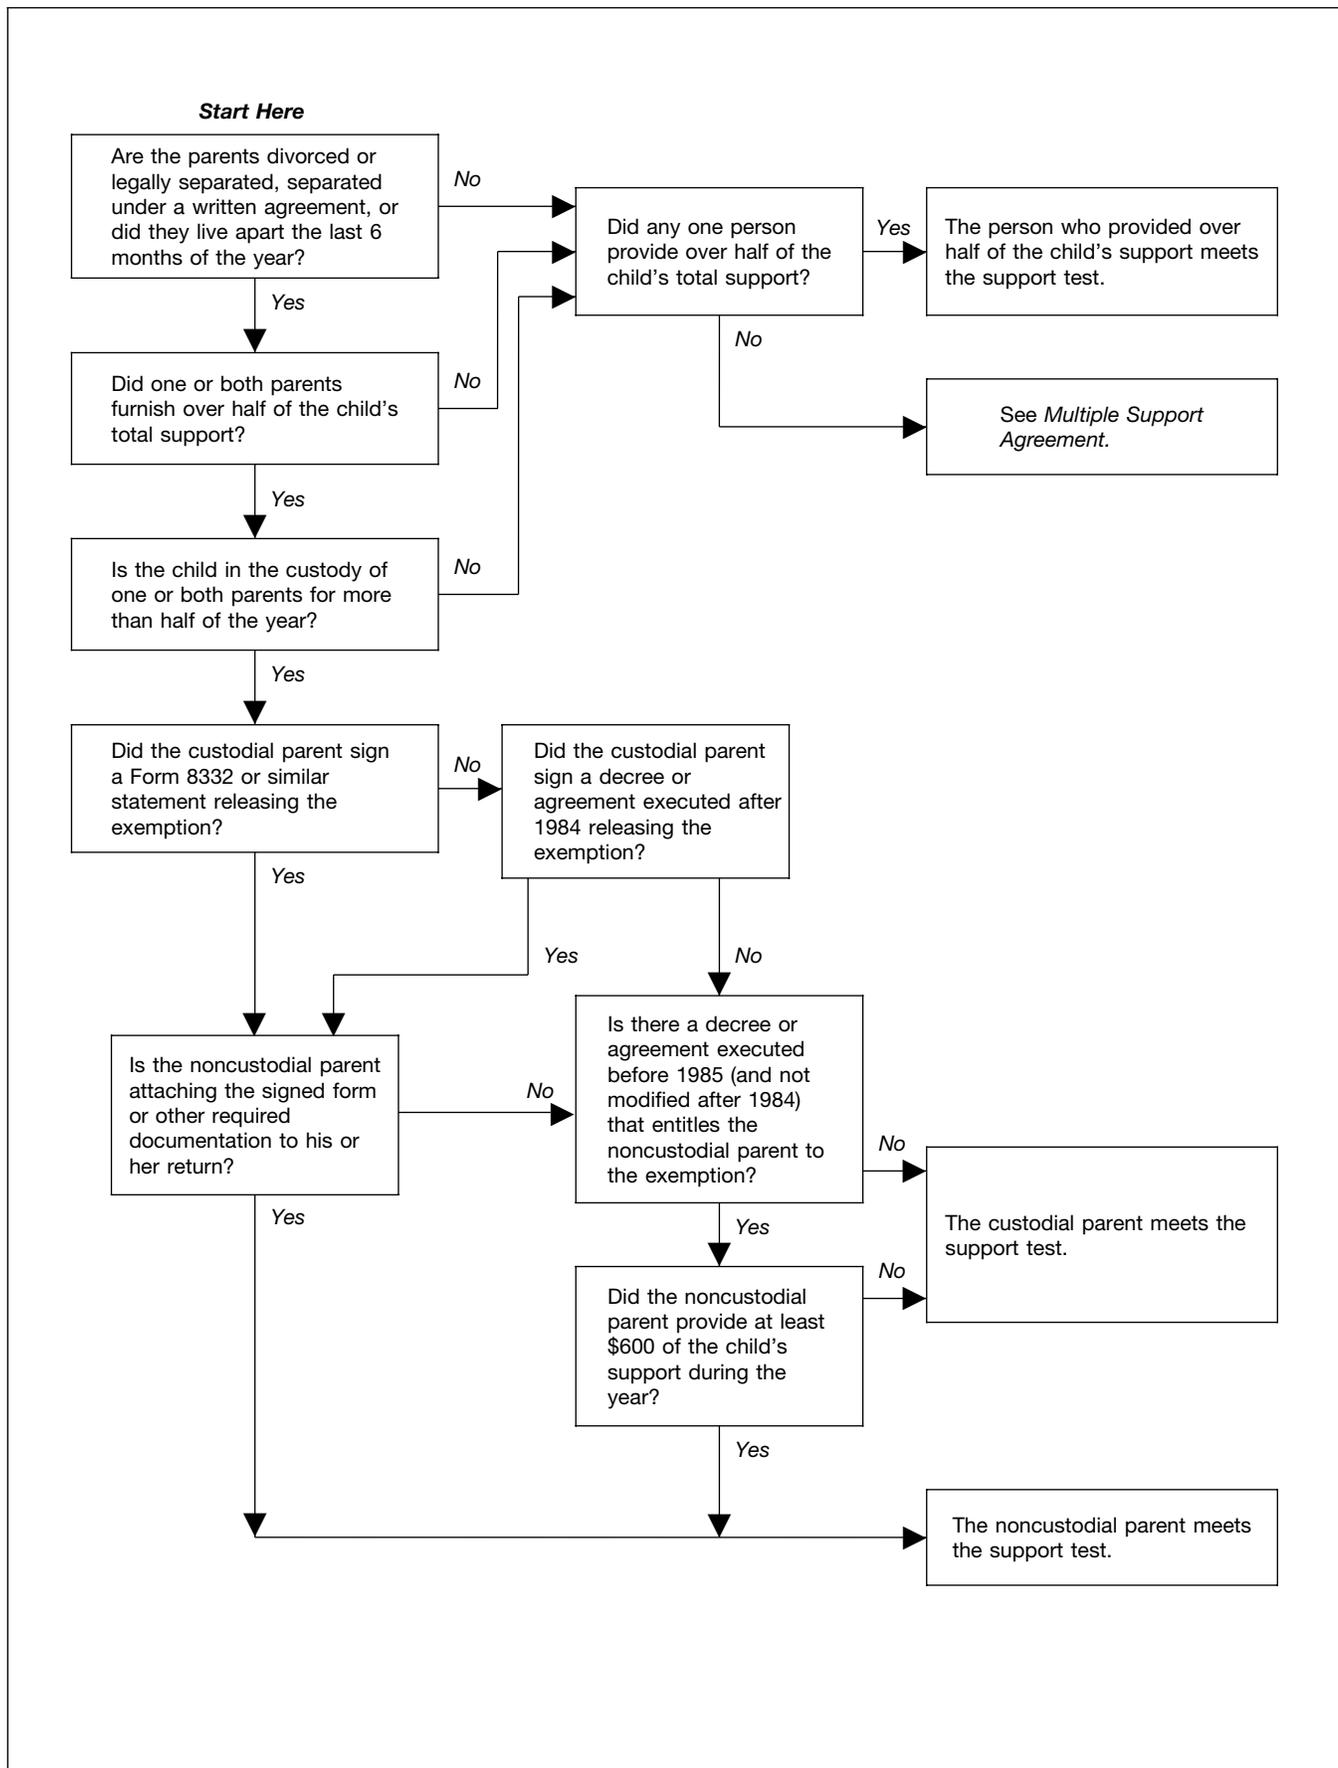 Start Here
Are the parents divorced or
legally separated, separated
under a written agreement, or
did they live apart the last 6
months of the year?
No
Did any one person
provide over half of the
child's total support?
Yes
The person who provided over
half of the child's support meets
the support test.
Yes
No
See Multiple Support
Agreement.
Did one or both parents
furnish over half of the child's
total support?
No
Yes
Is the child in the custody of
one or both parents for more
than half of the year?
No
Yes
Did the custodial parent sign
a Form 8332 or similar
statement releasing the
exemption?
No
Did the custodial parent
sign a decree or
agreement executed after
1984 releasing the
exemption?
Yes
Yes
No
Is the noncustodial parent
attaching the signed form
or other required
documentation to his or
her return?
No
Is there a decree or
agreement executed
before 1985 (and not
modified after 1984)
that entitles the
noncustodial parent to
the exemption?
No
The custodial parent meets the
support test.
Yes
Yes
Did the noncustodial
parent provide at least
$600 of the child's
support during the
year?
No
Yes
The noncustodial parent meets
the support test.